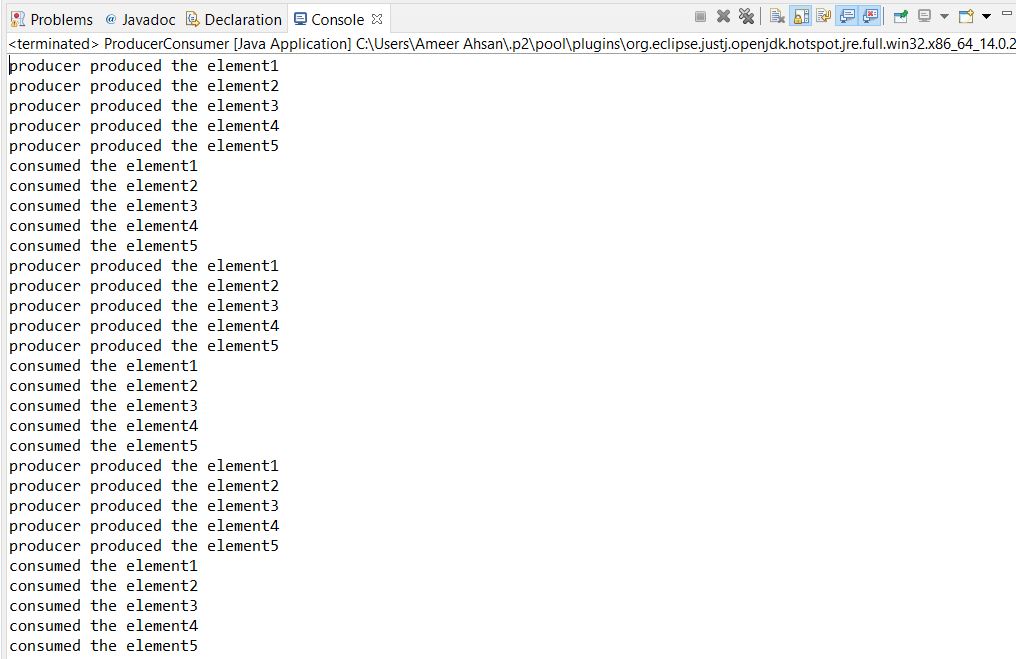 Problems @ Javadoc Declaration Console
<terminated> ProducerConsumer [Java Application] C:\Users\Ameer Ahsan\.p2\pool\plugins\org.eclipse.justj.openjdk.hotspot.jre.full.win32.x86_64_14.0.2
producer produced the element1
producer produced the element2
producer produced the element3
producer produced the element4
producer produced the element5
consumed the element1
consumed the element2
consumed the element3
consumed the element4
consumed the element5
producer produced the element1
producer produced the element2
producer produced the element3
producer produced the element4
producer produced the element5
consumed the element1
consumed the element2
consumed the element3
consumed the element4
consumed the element5
producer produced the element1
producer produced the element2
producer produced the element3
producer produced the element4
producer produced the element5
consumed the element1
consumed the element2
consumed the element3
consumed the element4
consumed the element5